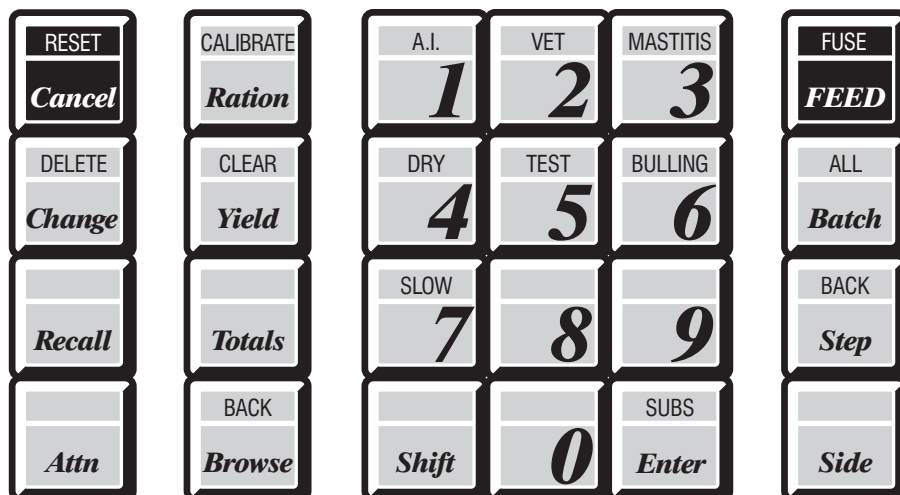 RESET CALIBRATE A.I. VET MASTITIS FUSE
Cancel Ration 1 2 3 FEED
DELETE CLEAR DRY TEST BULLING ALL
Change Yield 4 5 6 Batch
SLOW BACK
Recall Totals 7 8 9 Step
BACK SUBS
Attn Browse Shift 0 Enter Side